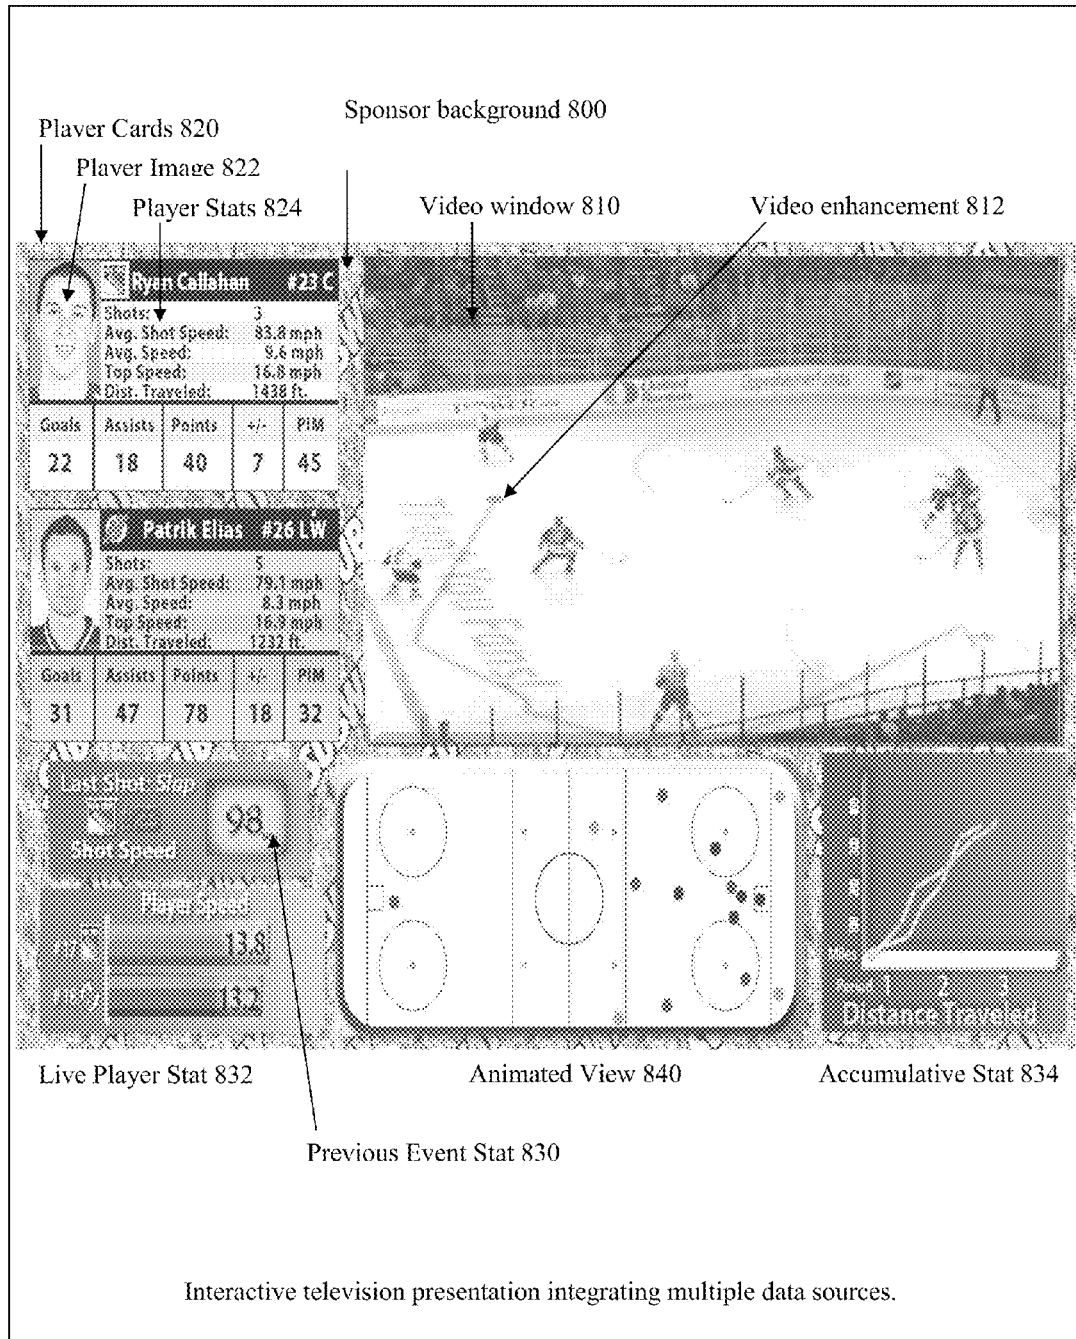 Sponsor background 800
Player Cards 820
Player Image 822
Player Stats 824
Video window 810
Video enhancement 812
Ryan Callahan #23 C
Shots: 3
Avg. Shot Speed: 83.8 mph
Avg. Speed: 9.6 mph
Top Speed: 16.8 mph
Dist. Traveled: 1438 ft.
Goals Assists Points +/- PIM
22 18 40 7 45
Patrik Elias #26 LW
Shots: 5
Avg. Shot Speed: 79.1 mph
Avg. Speed: 8.3 mph
Top Speed: 16.9 mph
Dist. Traveled: 1232 ft.
Goals Assists Points +/- PIM
31 47 78 18 32
Last Shot: Slap
98
Shot Speed
Player Speed
13.8
13.2
1 2 3
Distance Traveled
Live Player Stat 832
Animated View 840
Accumulative Stat 834
Previous Event Stat 830
Interactive television presentation integrating multiple data sources.